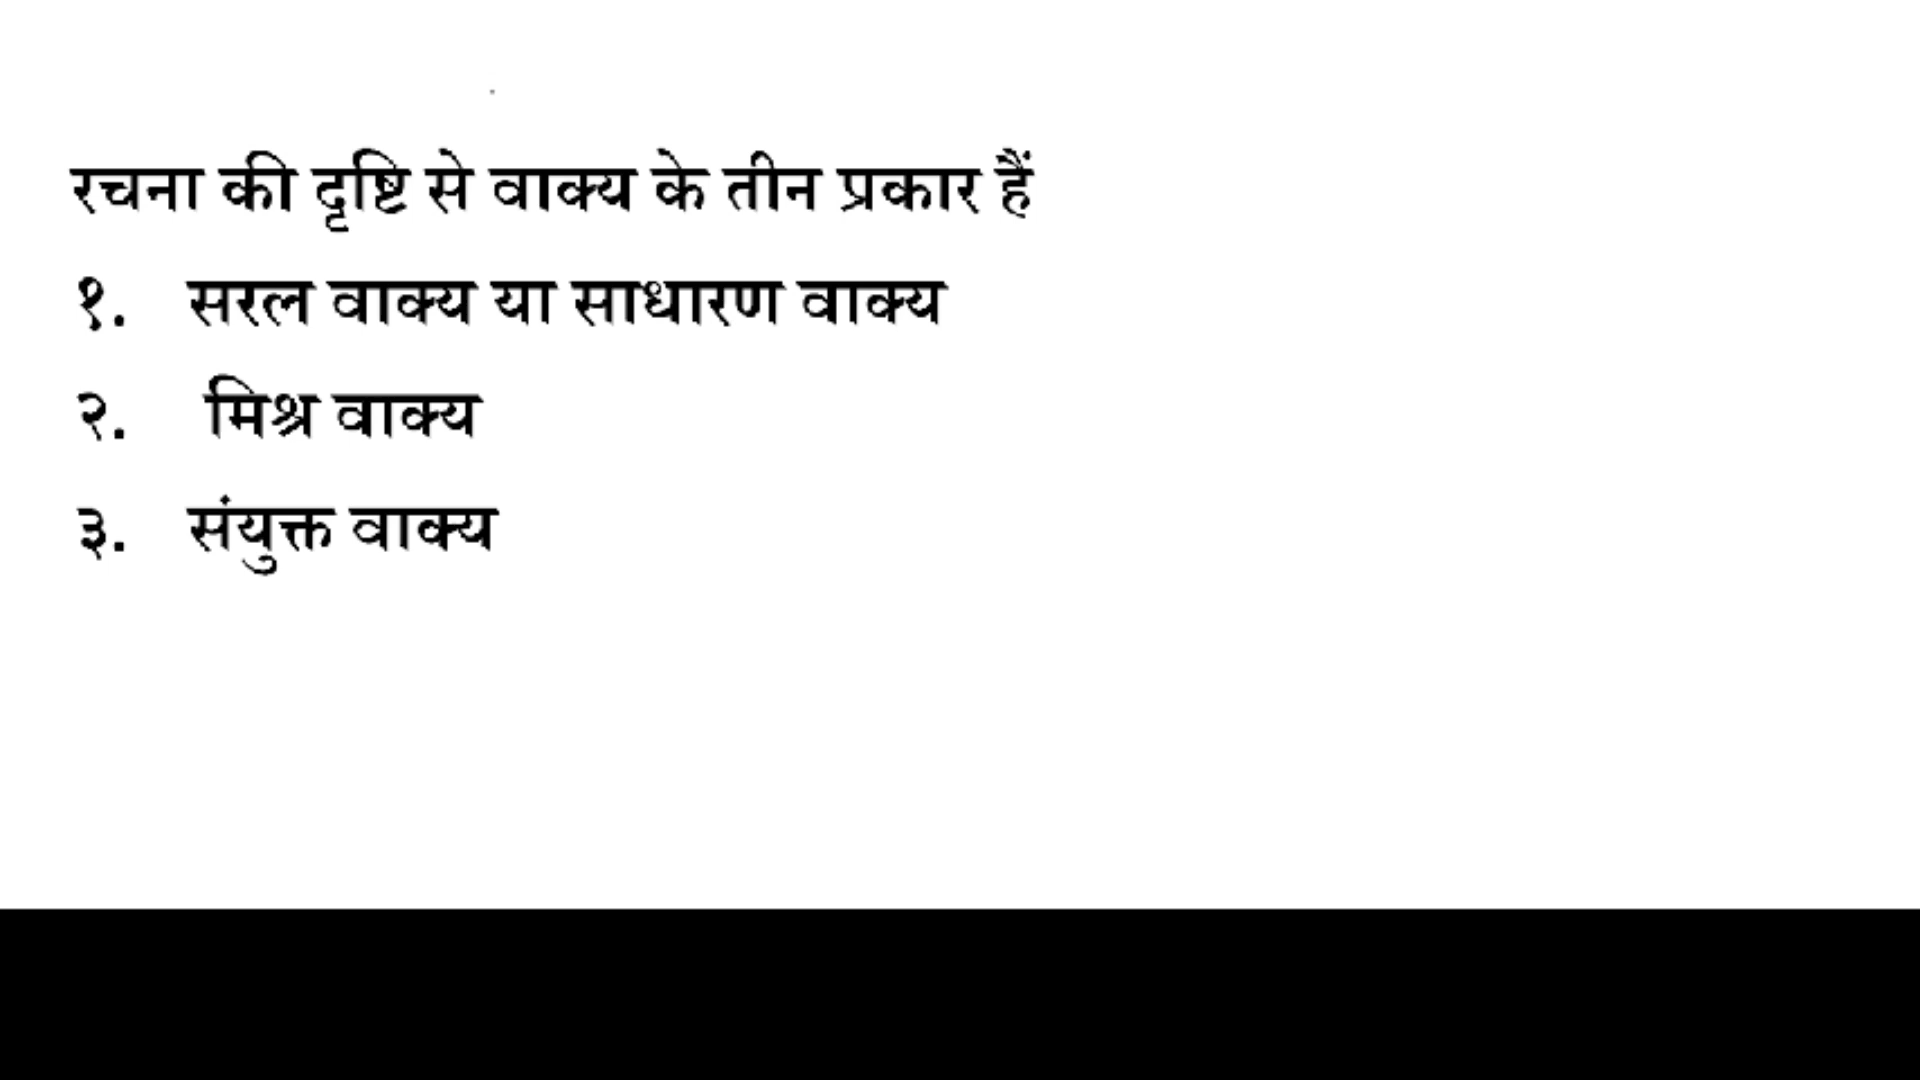 रचना की दृष्टि से वाक्य के तीन प्रकार हैं
१. सरल वाक्य या साधारण वाक्य
२. मिश्र वाक्य
३. संयुक्त वाक्य